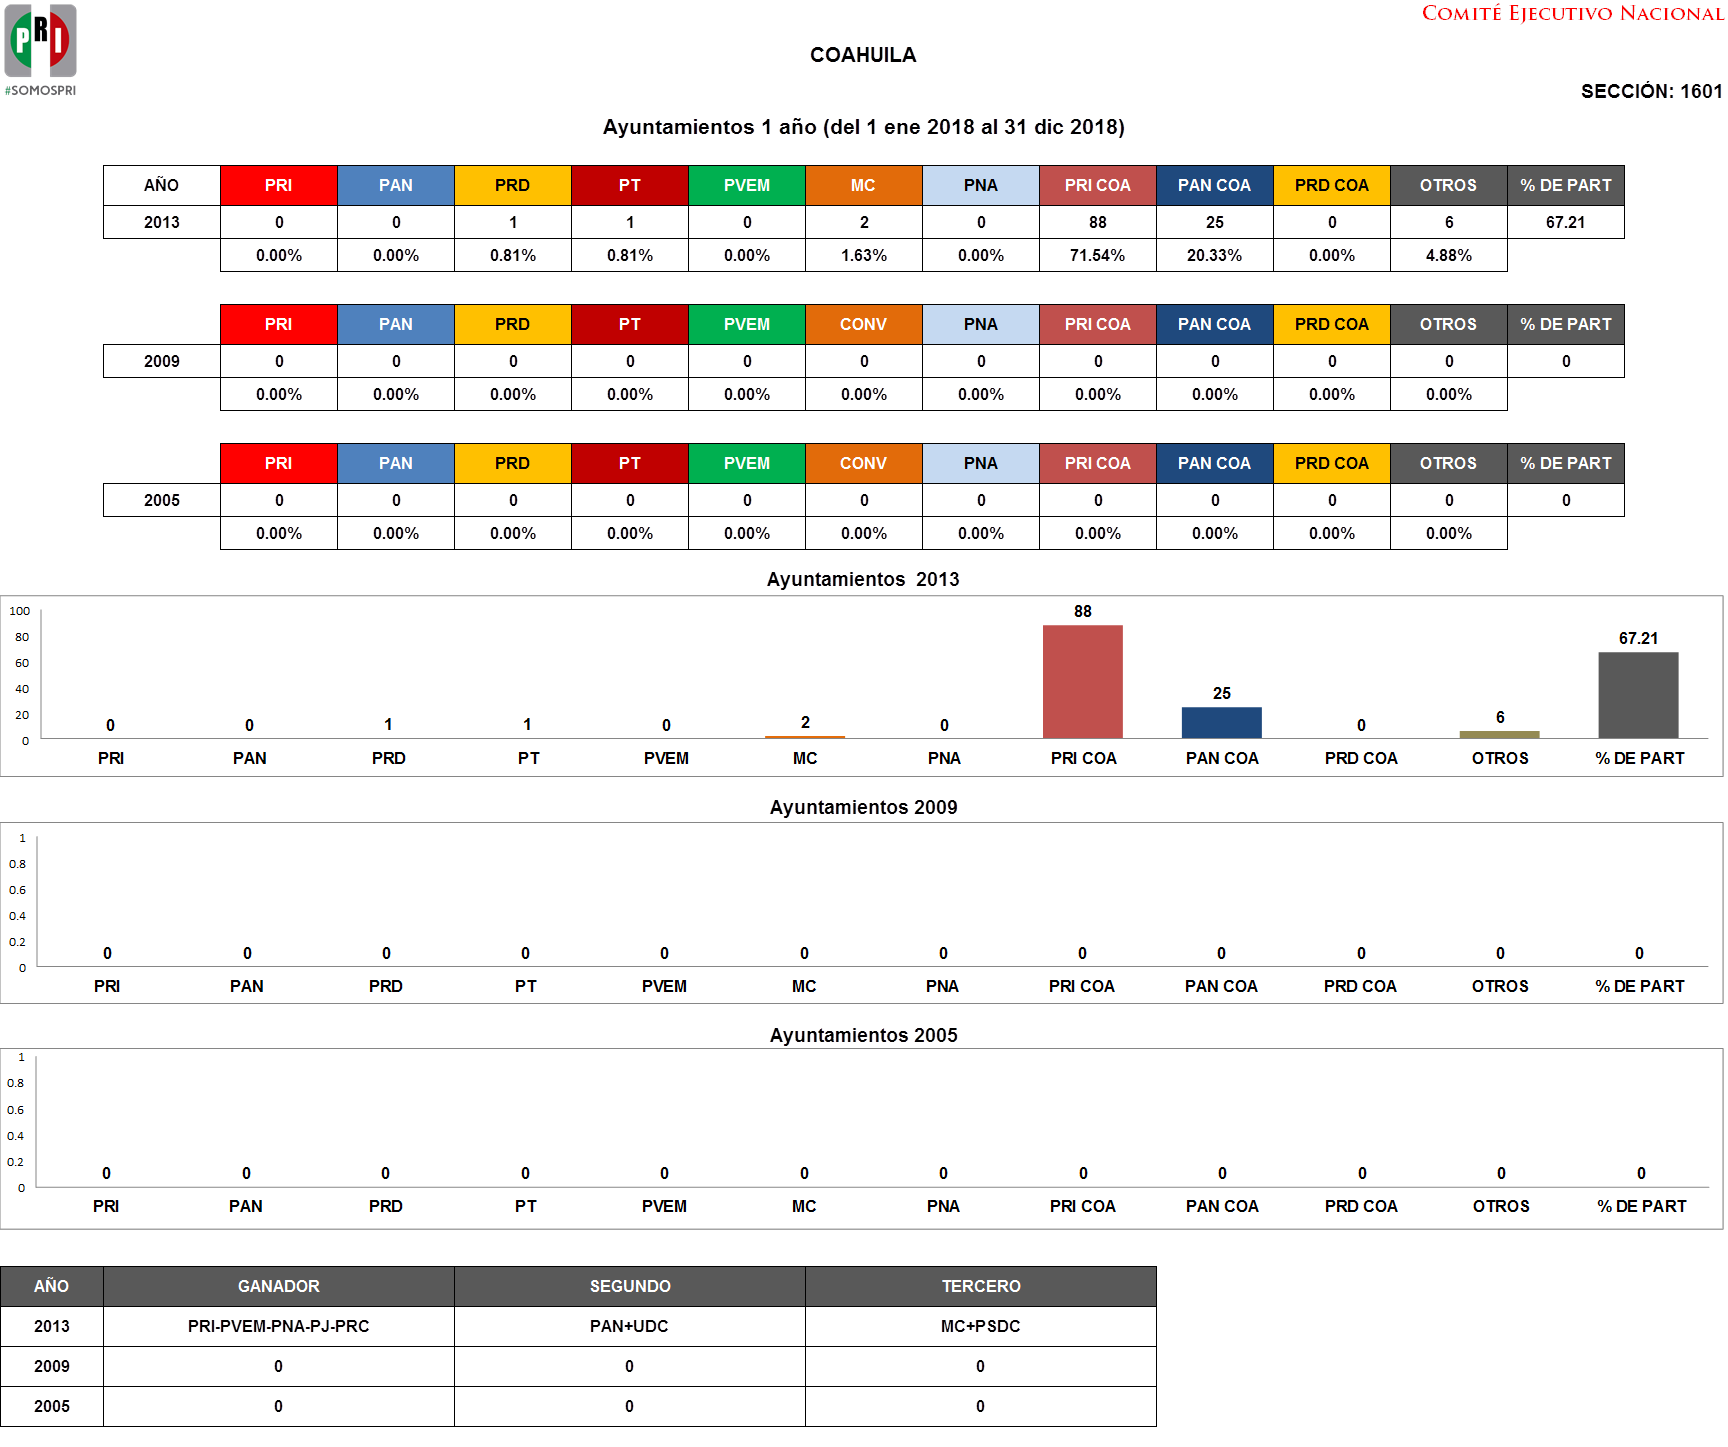 PRI
#SOMOSPRI
COMITÉ EJECUTIVO NACIONAL
COAHUILA
SECCIÓN: 1601
Ayuntamientos 1 año (del 1 ene 2018 al 31 dic 2018)
AÑO PRI PAN PRD PT PVEM MC PNA PRI COA PAN COA PRD COA OTROS % DE PART
2013 0 0 1 1 0 2 0 88 25 0 6 67.21
0.00% 0.00% 0.81% 0.81% 0.00% 1.63% 0.00% 71.54% 20.33% 0.00% 4.88%
PRI PAN PRD PT PVEM CONV PNA PRI COA PAN COA PRD COA OTROS % DE PART
2009 0 0 0 0 0 0 0 0 0 0 0 0
0.00% 0.00% 0.00% 0.00% 0.00% 0.00% 0.00% 0.00% 0.00% 0.00% 0.00%
PRI PAN PRD PT PVEM CONV PNA PRI COA PAN COA PRD COA OTROS % DE PART
2005 0 0 0 0 0 0 0 0 0 0 0 0
0.00% 0.00% 0.00% 0.00% 0.00% 0.00% 0.00% 0.00% 0.00% 0.00% 0.00%
Ayuntamientos 2013
100
80
60
40
20
0
0 0 1 1 0 2 0 88 25 0 6 67.21
PRI PAN PRD PT PVEM MC PNA PRI COA PAN COA PRD COA OTROS % DE PART
Ayuntamientos 2009
1
0.8
0.6
0.4
0.2
0
0 0 0 0 0 0 0 0 0 0 0 0
PRI PAN PRD PT PVEM MC PNA PRI COA PAN COA PRD COA OTROS % DE PART
Ayuntamientos 2005
1
0.8
0.6
0.4
0.2
0
0 0 0 0 0 0 0 0 0 0 0 0
PRI PAN PRD PT PVEM MC PNA PRI COA PAN COA PRD COA OTROS % DE PART
AÑO GANADOR SEGUNDO TERCERO
2013 PRI-PVEM-PNA-PJ-PRC PAN+UDC MC+PSDC
2009 0 0 0
2005 0 0 0